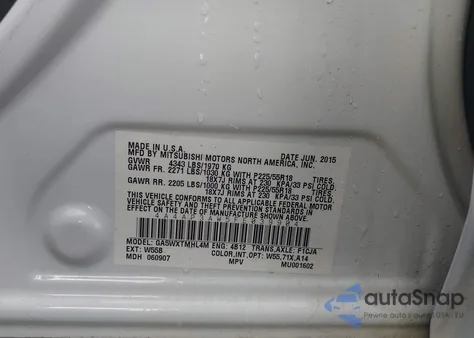 MADE IN U.S.A.
MFD BY MITSUBISHI MOTORS NORTH AMERICA, INC. DATE JUN. 2015
GVWR 4343 LBS/1970 KG
GAWR FR. 2271 LBS/1030 KG WITH P225/55R18 TIRES,
18X7J RIMS AT 230 KPA/33 PSI COLD.
GAWR RR. 2205 LBS/1000 KG WITH P225/55R18 TIRES,
18X7J RIMS AT 230 KPA/33 PSI COLD.
THIS VEHICLE CONFORMS TO ALL APPLICABLE FEDERAL MOTOR
VEHICLE SAFETY AND THEFT PREVENTION STANDARDS IN EFFECT
ON THE DATE OF MANUFACTURE SHOWN ABOVE.
MODEL: GA5WXTMHL4M ENG: 4B12 TRANS,AXLE: F1CJA
EXT: W55B COLOR,INT,OPT: W55,71X,A14
MDH 060907 MPV MU001602
autoSnap
Pewne auto z USA i EU